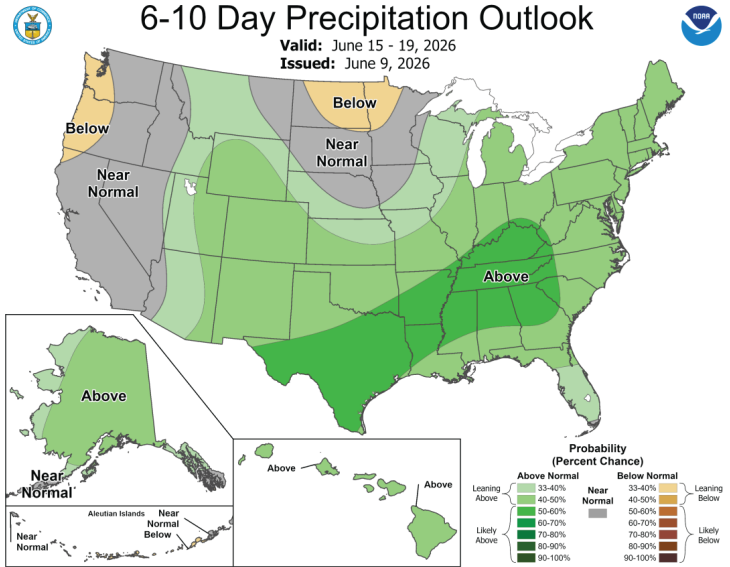 6-10 Day Precipitation Outlook
Valid: June 15 - 19, 2026
Issued: June 9, 2026
NOAA
Below
Below
Near
Normal
Near
Normal
Above
Above
Near
Normal
Aleutian Islands
Near
Normal
Near
Normal
Below
Above
Above
Probability
(Percent Chance)
Above Normal
Below Normal
Leaning
Above
33-40%
40-50%
Likely
Above
50-60%
60-70%
70-80%
80-90%
90-100%
Near
Normal
33-40%
40-50%
Leaning
Below
50-60%
60-70%
70-80%
80-90%
90-100%
Likely
Below